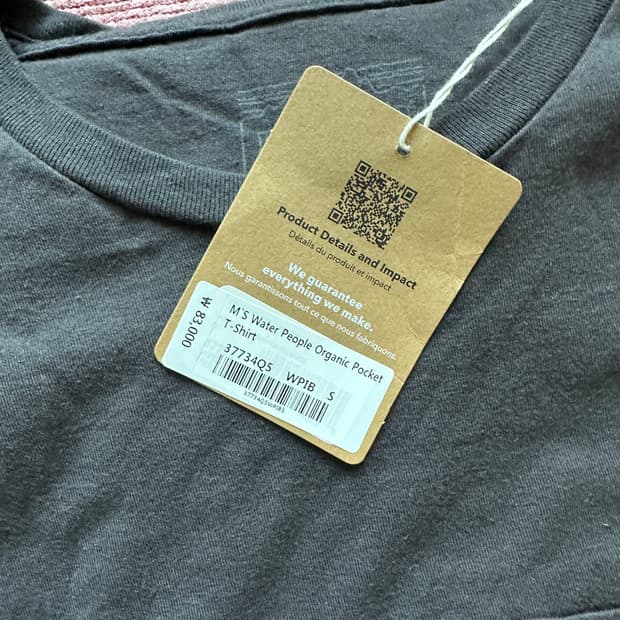 Product Details and Impact
Détails du produit et impact
We guarantee
everything we make.
Nous garantissons tout ce que nous fabriquons.
₩ 83,000
M'S Water People Organic Pocket
T-Shirt
37734Q5 WPIB S
37734Q5WPIBS